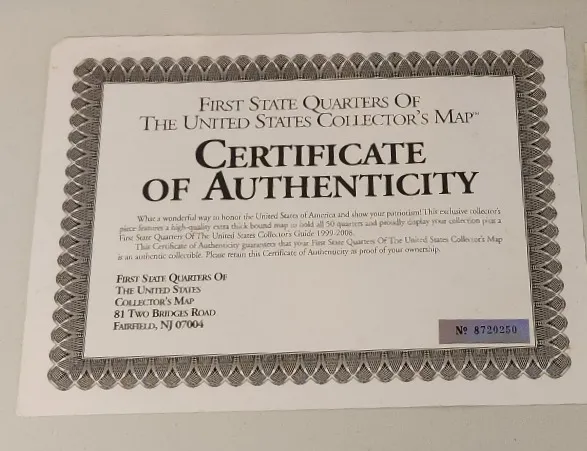 First State Quarters Of
The United States Collector's Map™
Certificate
of Authenticity
What a wonderful way to honor the United States of America and show your patriotism! This exclusive collector's
piece features a high-quality extra thick bound map to hold all 50 quarters and proudly display your collection plus a
First State Quarters Of The United States Collector's Guide 1999-2008.
This Certificate of Authenticity guarantees that your First State Quarters Of The United States Collector's Map
is an authentic collectible. Please retain this Certificate of Authenticity as proof of your ownership.
First State Quarters Of
The United States
Collector's Map
81 Two Bridges Road
Fairfield, NJ 07004
№ 8720250